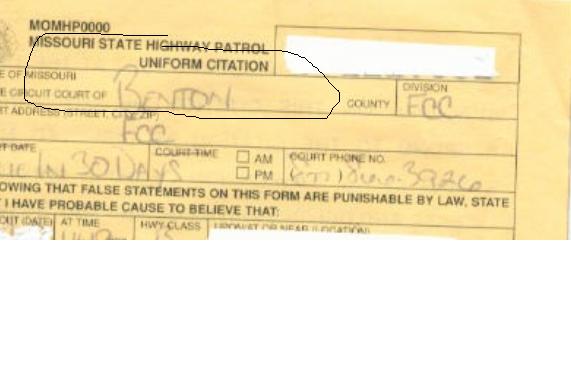 MOMHP0000
MISSOURI STATE HIGHWAY PATROL
UNIFORM CITATION
E OF MISSOURI
E CIRCUIT COURT OF BENTON COUNTY DIVISION FCC
ADDRESS (STREET, CITY, ZIP)
FCC
DATE COURT TIME AM PM COURT PHONE NO.
IN 30 DAYS 3926
OWING THAT FALSE STATEMENTS ON THIS FORM ARE PUNISHABLE BY LAW, STATE
I HAVE PROBABLE CAUSE TO BELIEVE THAT:
OUT (DATE) AT TIME HWY CLASS UPON/AT OR NEAR (LOCATION)